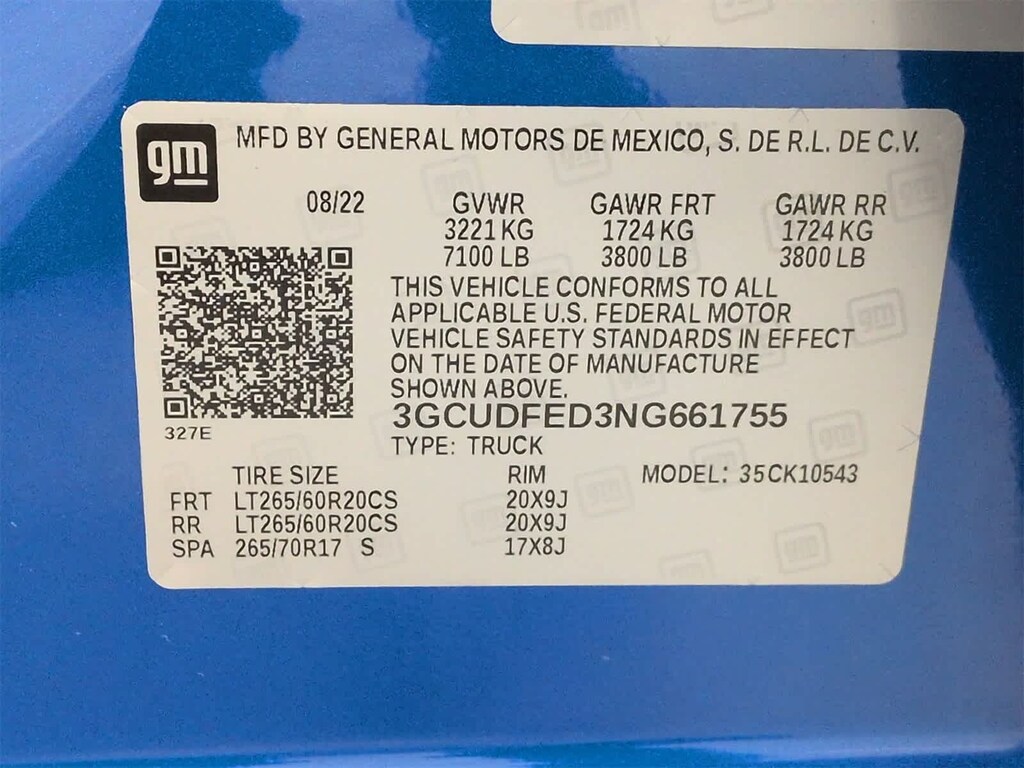 gm MFD BY GENERAL MOTORS DE MEXICO, S. DE R.L. DE C.V.
08/22 GVWR GAWR FRT GAWR RR
3221 KG 1724 KG 1724 KG
7100 LB 3800 LB 3800 LB
THIS VEHICLE CONFORMS TO ALL
APPLICABLE U.S. FEDERAL MOTOR
VEHICLE SAFETY STANDARDS IN EFFECT
ON THE DATE OF MANUFACTURE
SHOWN ABOVE.
3GCUDFED3NG661755
327E
TYPE: TRUCK
TIRE SIZE RIM MODEL: 35CK10543
FRT LT265/60R20CS 20X9J
RR LT265/60R20CS 20X9J
SPA 265/70R17 S 17X8J